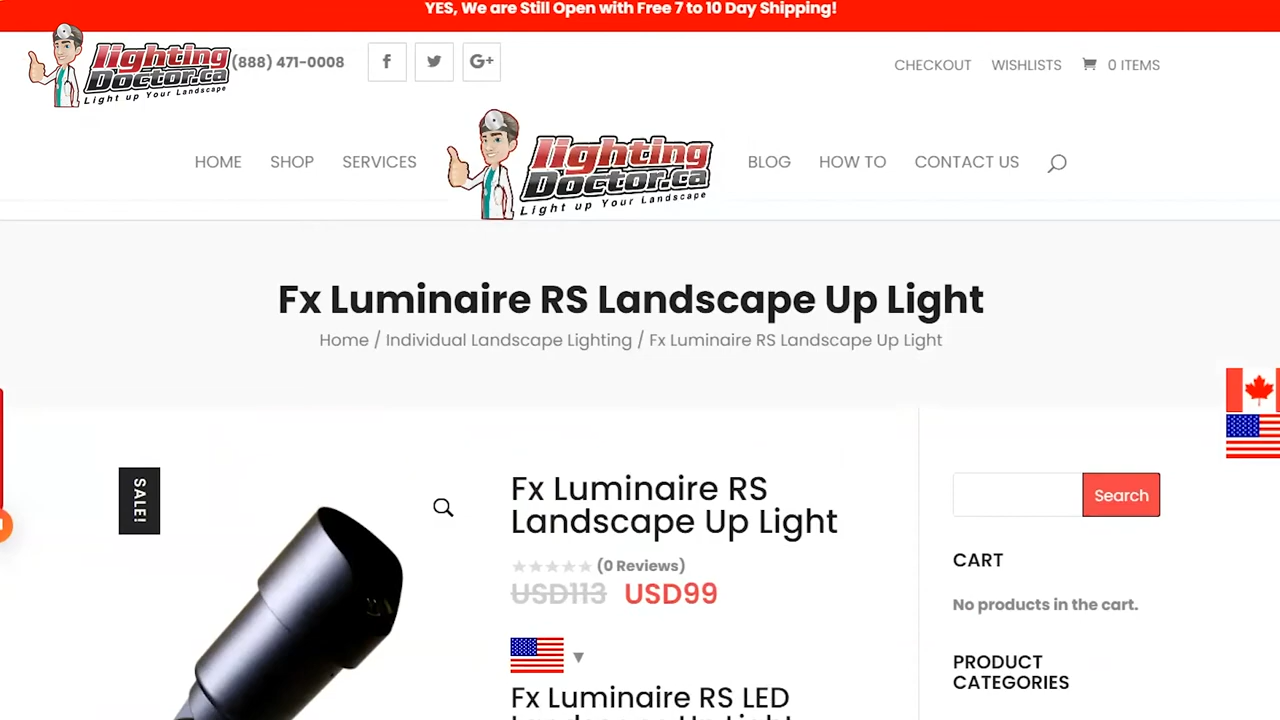 YES, We are Still Open with Free 7 to 10 Day Shipping!
lighting
Doctor.ca
Light up Your Landscape
(888) 471-0008
f
G+
CHECKOUT
WISHLISTS
0 ITEMS
HOME
SHOP
SERVICES
lighting
Doctor.ca
Light up Your Landscape
BLOG
HOW TO
CONTACT US
Fx Luminaire RS Landscape Up Light
Home / Individual Landscape Lighting / Fx Luminaire RS Landscape Up Light
SALE!
Fx Luminaire RS
Landscape Up Light
(0 Reviews)
USD113 USD99
Fx Luminaire RS LED
Landscape Up Light
Search
CART
No products in the cart.
PRODUCT
CATEGORIES